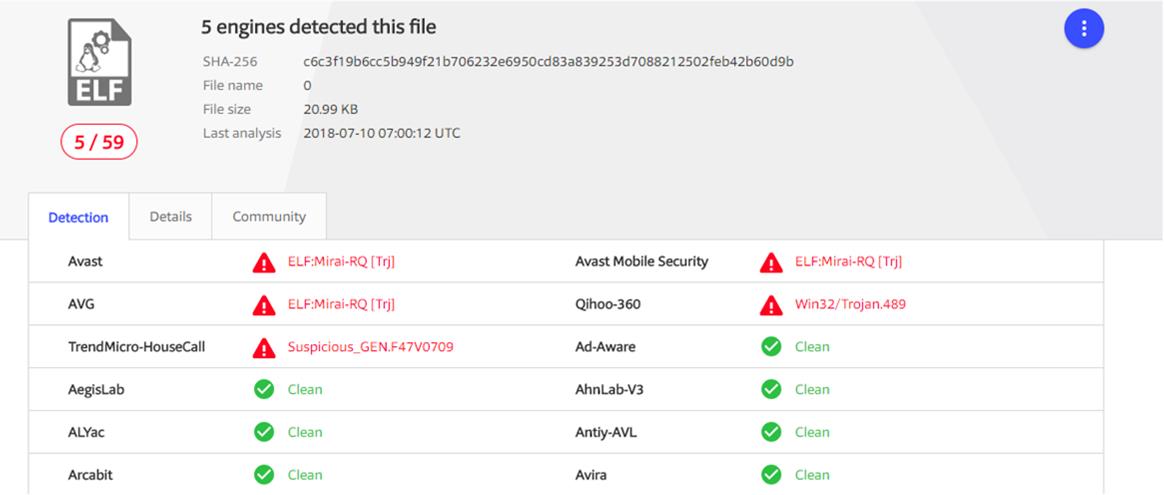 5 engines detected this file
SHA-256 c6c3f19b6cc5b949f21b706232e6950cd83a839253d7088212502feb42b60d9b
File name 0
File size 20.99 KB
Last analysis 2018-07-10 07:00:12 UTC
ELF
5 / 59
Detection Details Community
Avast ELF:Mirai-RQ [Trj] Avast Mobile Security ELF:Mirai-RQ [Trj]
AVG ELF:Mirai-RQ [Trj] Qihoo-360 Win32/Trojan.489
TrendMicro-HouseCall Suspicious_GEN.F47V0709 Ad-Aware Clean
AegisLab Clean AhnLab-V3 Clean
ALYac Clean Antiy-AVL Clean
Arcabit Clean Avira Clean